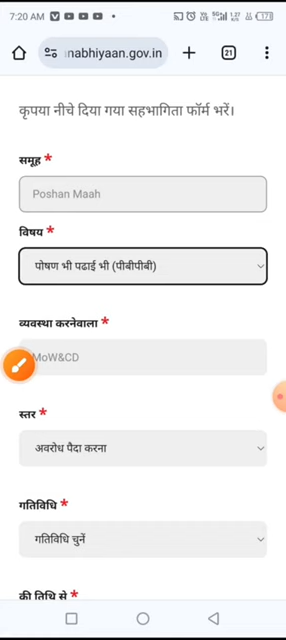 7:20 AM
nabhiyaan.gov.in
21
कृपया नीचे दिया गया सहभागिता फॉर्म भरें।
समूह *
Poshan Maah
विषय *
पोषण भी पढाई भी (पीबीपीबी)
व्यवस्था करनेवाला *
MoW&CD
स्तर *
अवरोध पैदा करना
गतिविधि *
गतिविधि चुनें
की तिथि से *